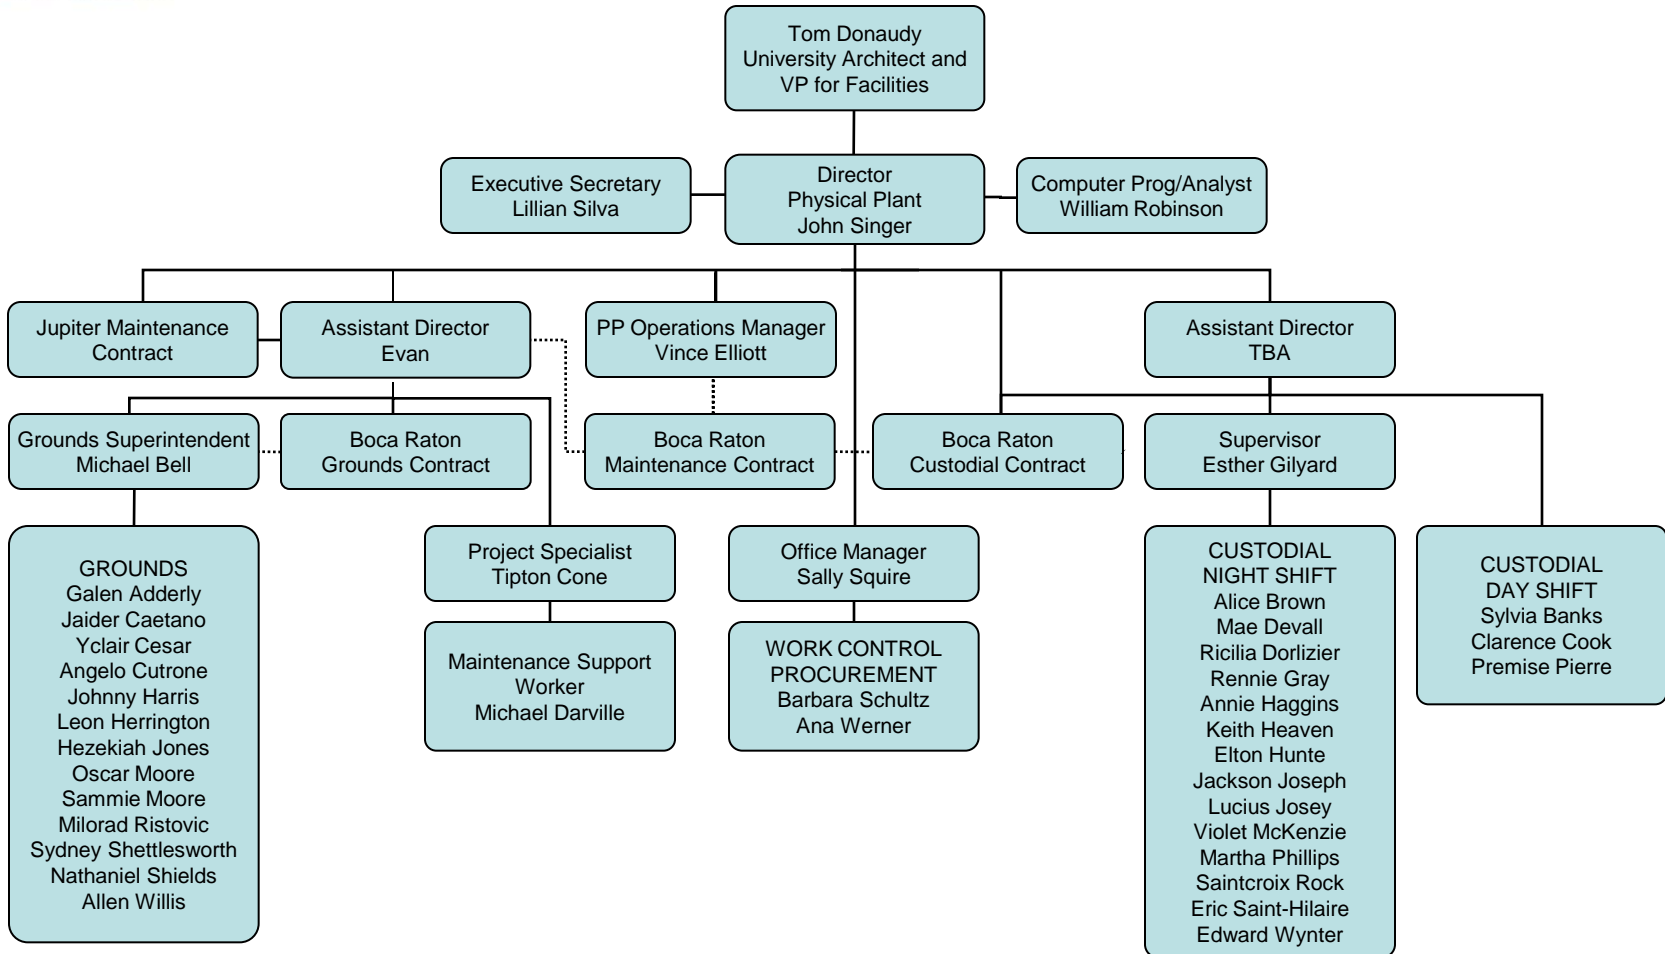 Tom Donaudy
University Architect and
VP for Facilities
Executive Secretary
Lillian Silva
Director
Physical Plant
John Singer
Computer Prog/Analyst
William Robinson
Jupiter Maintenance
Contract
Assistant Director
Evan
PP Operations Manager
Vince Elliott
Assistant Director
TBA
Grounds Superintendent
Michael Bell
Boca Raton
Grounds Contract
Boca Raton
Maintenance Contract
Boca Raton
Custodial Contract
Supervisor
Esther Gilyard
GROUNDS
Galen Adderly
Jaider Caetano
Yclair Cesar
Angelo Cutrone
Johnny Harris
Leon Herrington
Hezekiah Jones
Oscar Moore
Sammie Moore
Milorad Ristovic
Sydney Shettlesworth
Nathaniel Shields
Allen Willis
Project Specialist
Tipton Cone
Maintenance Support
Worker
Michael Darville
Office Manager
Sally Squire
WORK CONTROL
PROCUREMENT
Barbara Schultz
Ana Werner
CUSTODIAL
NIGHT SHIFT
Alice Brown
Mae Devall
Ricilia Dorlizier
Rennie Gray
Annie Haggins
Keith Heaven
Elton Hunte
Jackson Joseph
Lucius Josey
Violet McKenzie
Martha Phillips
Saintcroix Rock
Eric Saint-Hilaire
Edward Wynter
CUSTODIAL
DAY SHIFT
Sylvia Banks
Clarence Cook
Premise Pierre